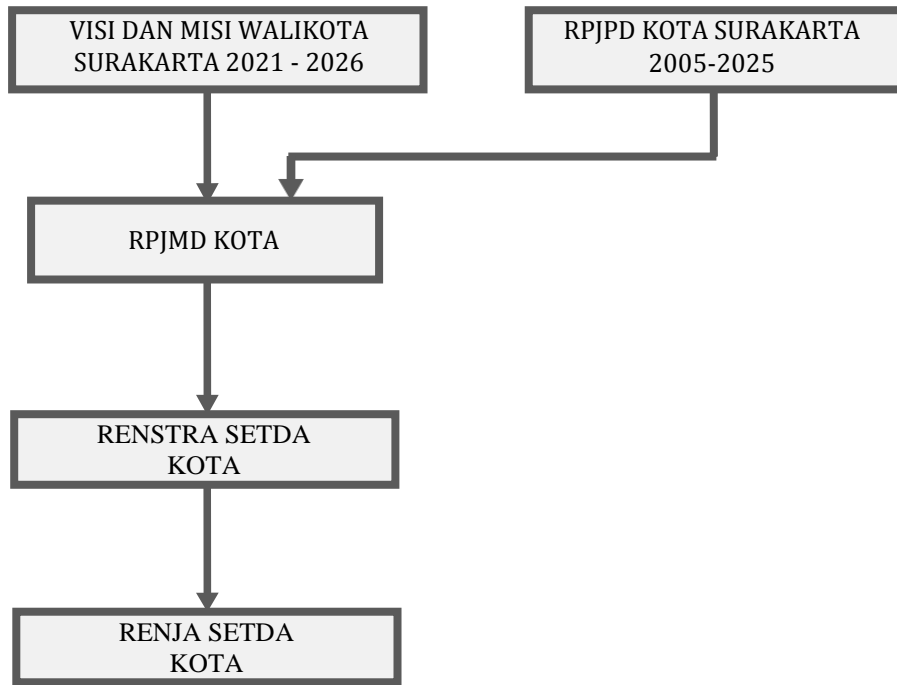 VISI DAN MISI WALIKOTA
SURAKARTA 2021 - 2026
RPJPD KOTA SURAKARTA
2005-2025
RPJMD KOTA
RENSTRA SETDA
KOTA
RENJA SETDA
KOTA